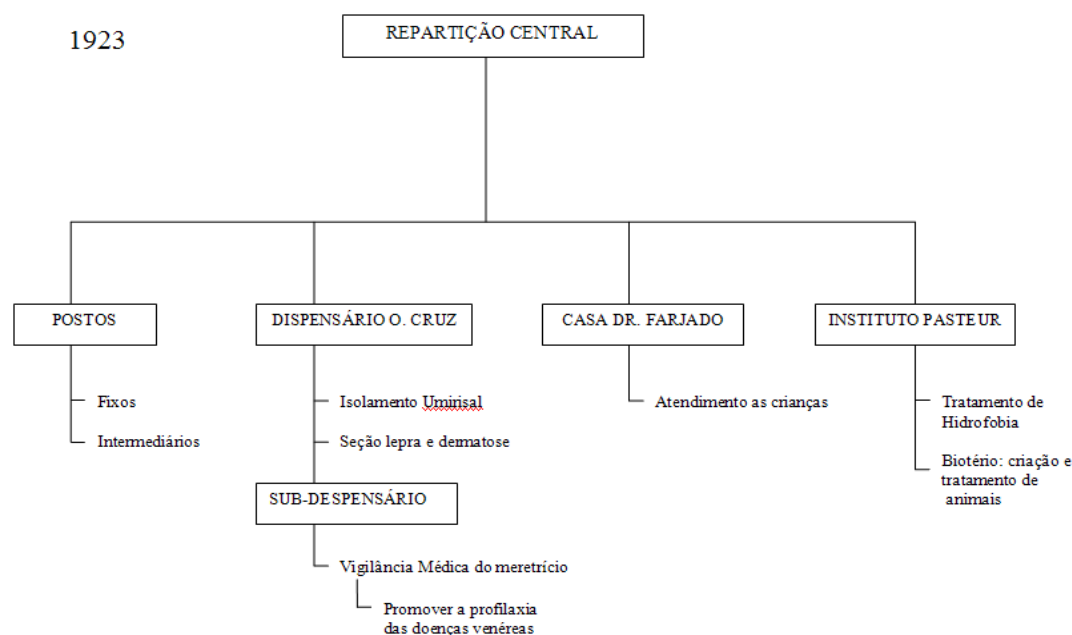 1923
REPARTIÇÃO CENTRAL
POSTOS
Fixos
Intermediários
DISPENSÁRIO O. CRUZ
Isolamento Umirisal
Seção lepra e dermatose
SUB-DESPENSÁRIO
Vigilância Médica do meretrício
Promover a profilaxia
das doenças venéreas
CASA DR. FARJADO
Atendimento as crianças
INSTITUTO PASTEUR
Tratamento de
Hidrofobia
Biotério: criação e
tratamento de
animais